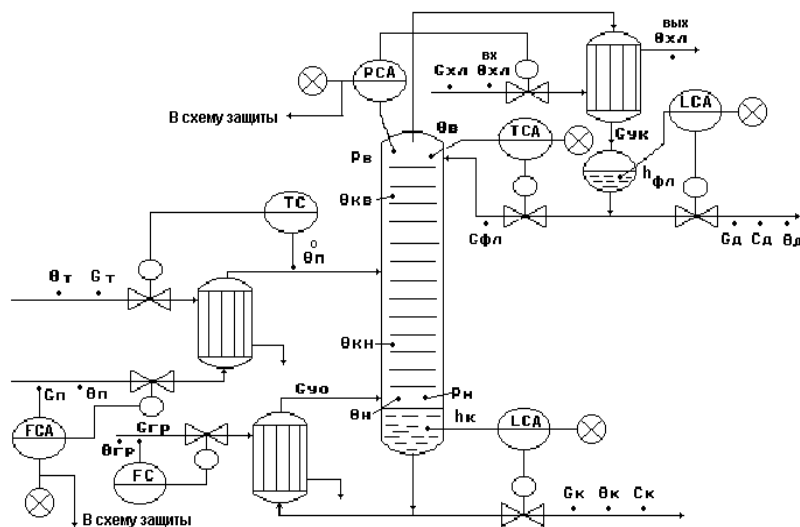 вых
θхл
PCA
вх
Gхл θхл
LCA
В схему защиты
θв
TCA
Gук
Pв
hфл
θкв
TC
o
θп
Gфл
Gд Cд θд
θт Gт
θкн
Gп θп
Gуо
θн
Pн
hк
FCA
Gгр
θгр
FC
LCA
Gк θк Cк
В схему защиты